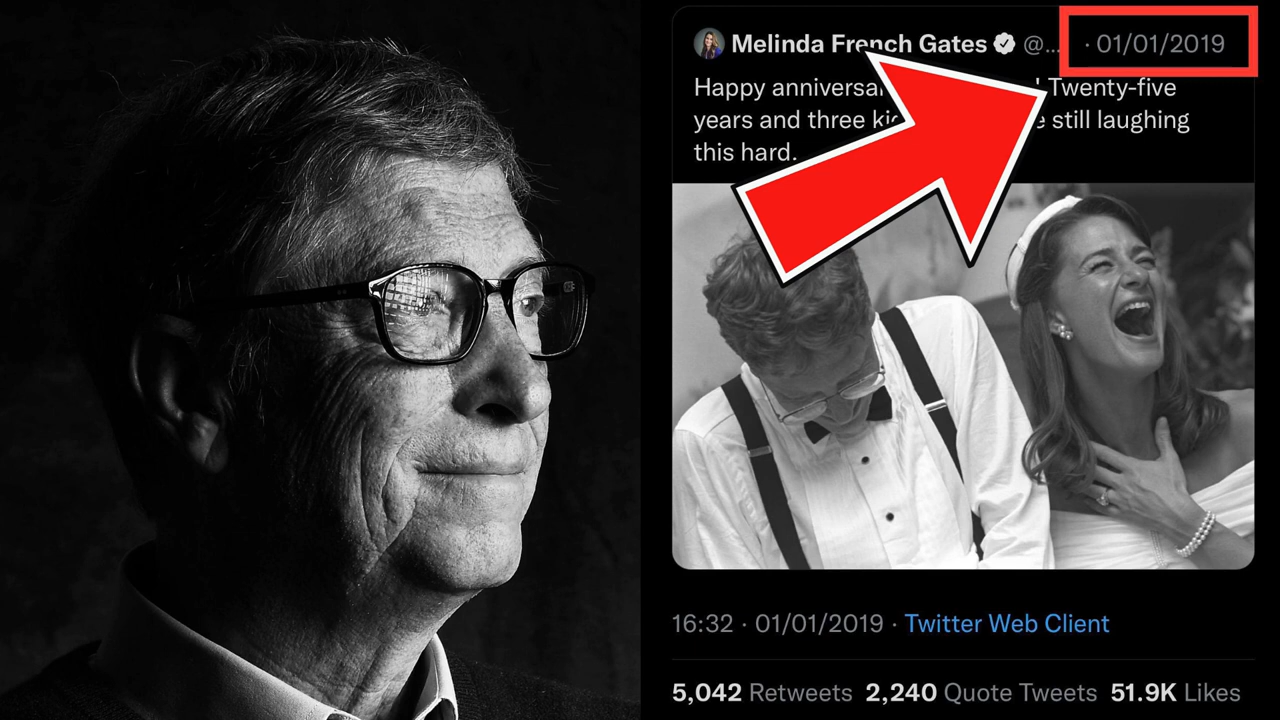 Melinda French Gates @... · 01/01/2019
Happy anniversar ' Twenty-five
years and three ki e still laughing
this hard.
16:32 · 01/01/2019 · Twitter Web Client
5,042 Retweets 2,240 Quote Tweets 51.9K Likes